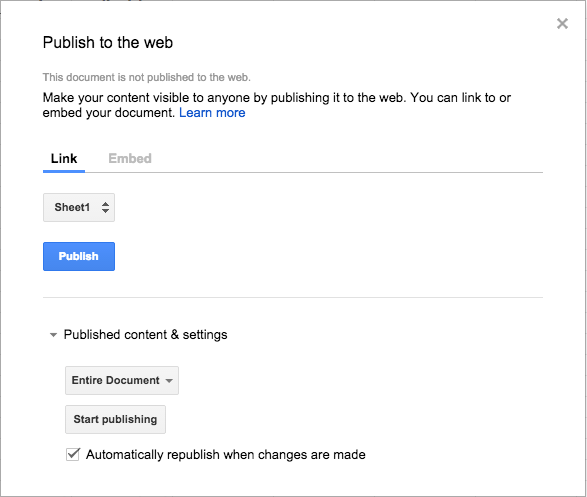 Publish to the web
This document is not published to the web.
Make your content visible to anyone by publishing it to the web. You can link to or
embed your document. Learn more
Link Embed
Sheet1
Publish
Published content & settings
Entire Document
Start publishing
Automatically republish when changes are made